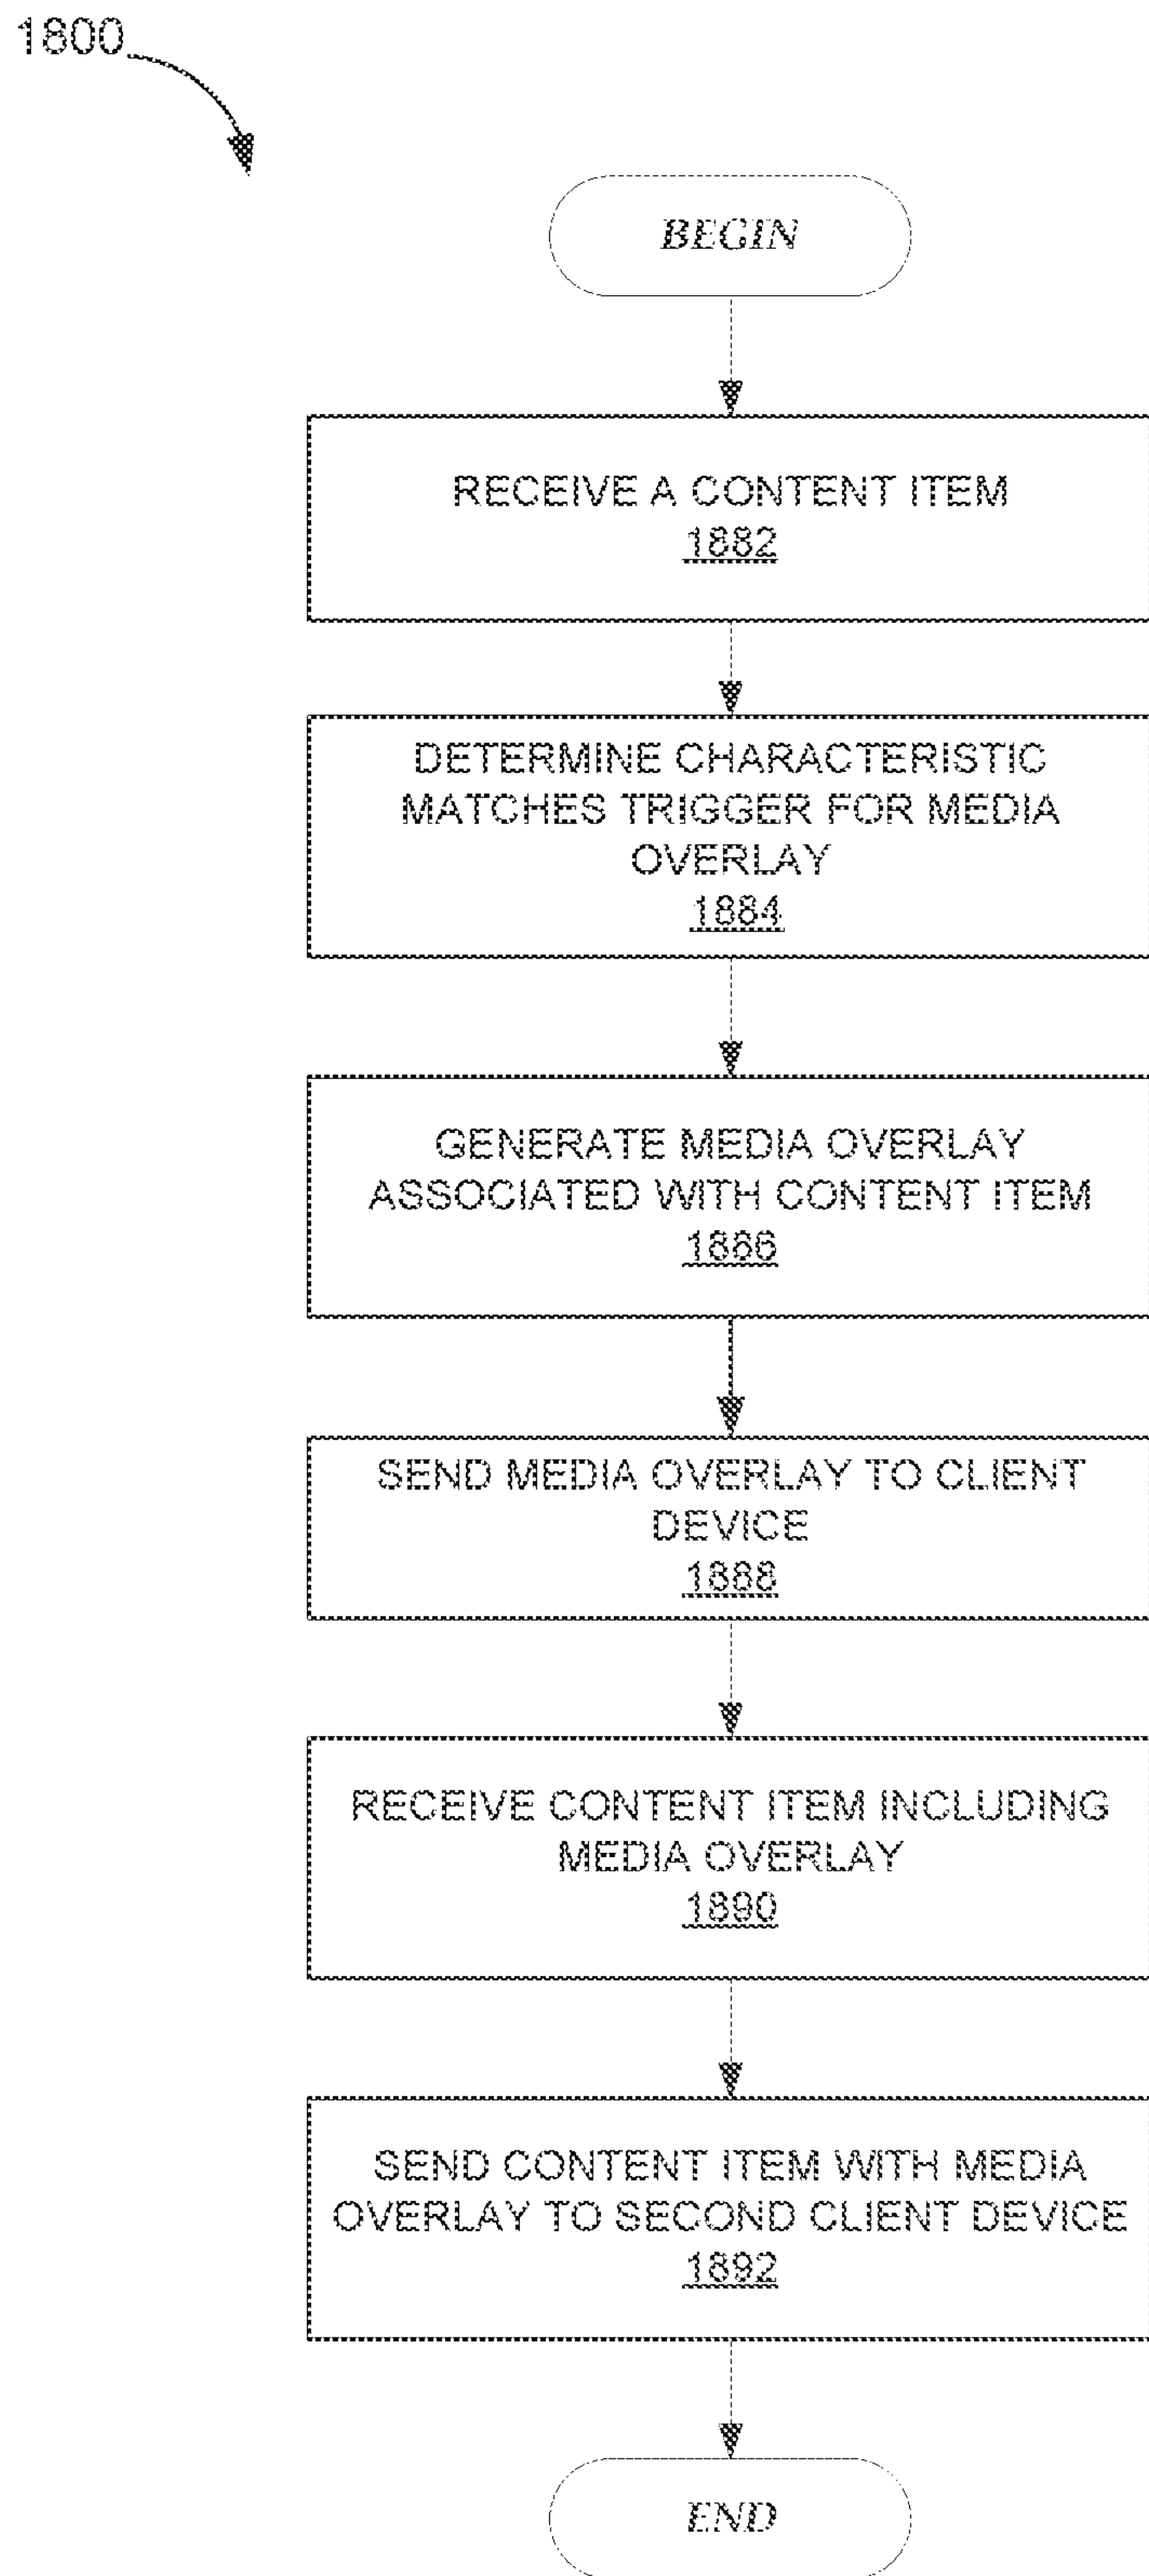 1800
BEGIN
RECEIVE A CONTENT ITEM
1882
DETERMINE CHARACTERISTIC
MATCHES TRIGGER FOR MEDIA
OVERLAY
1884
GENERATE MEDIA OVERLAY
ASSOCIATED WITH CONTENT ITEM
1886
SEND MEDIA OVERLAY TO CLIENT
DEVICE
1888
RECEIVE CONTENT ITEM INCLUDING
MEDIA OVERLAY
1890
SEND CONTENT ITEM WITH MEDIA
OVERLAY TO SECOND CLIENT DEVICE
1892
END